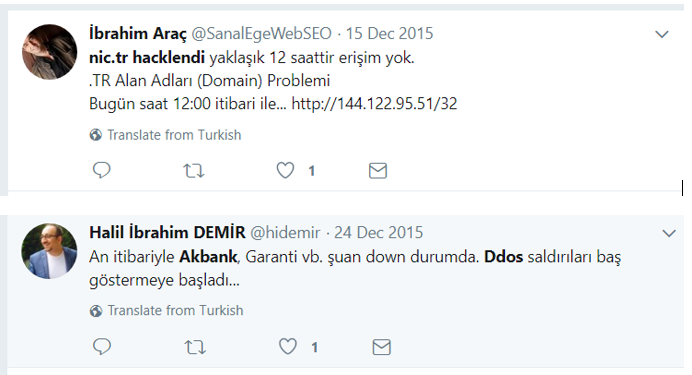 İbrahim Araç @SanalEgeWebSEO · 15 Dec 2015
nic.tr hacklendi yaklaşık 12 saattir erişim yok.
.TR Alan Adları (Domain) Problemi
Bugün saat 12:00 itibari ile... http://144.122.95.51/32
Translate from Turkish
1
Halil İbrahim DEMİR @hidemir · 24 Dec 2015
An itibariyle Akbank, Garanti vb. şuan down durumda. Ddos saldırıları baş
göstermeye başladı...
Translate from Turkish
1